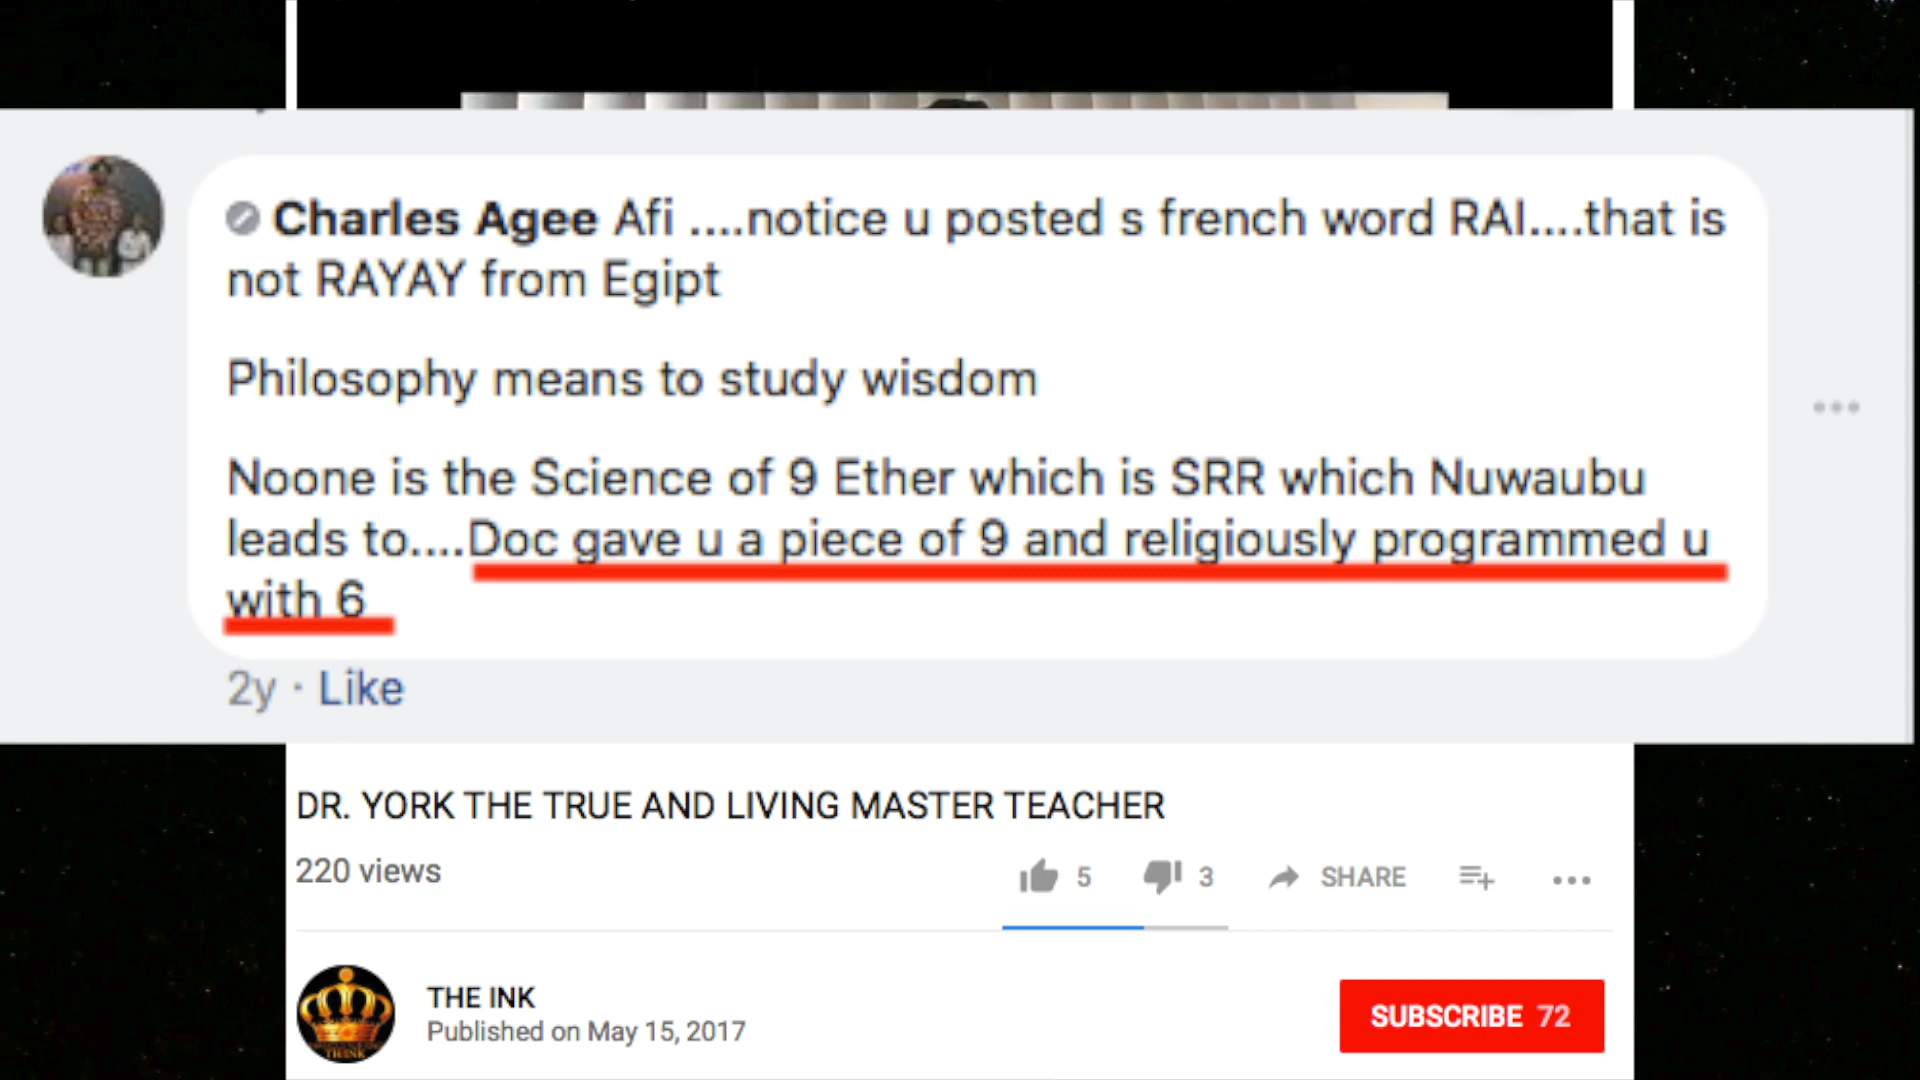 Charles Agee Afi ....notice u posted s french word RAI....that is
not RAYAY from Egipt
Philosophy means to study wisdom
Noone is the Science of 9 Ether which is SRR which Nuwaubu
leads to....Doc gave u a piece of 9 and religiously programmed u
with 6
2y · Like
DR. YORK THE TRUE AND LIVING MASTER TEACHER
220 views
5 3 SHARE
THE INK
Published on May 15, 2017
SUBSCRIBE 72